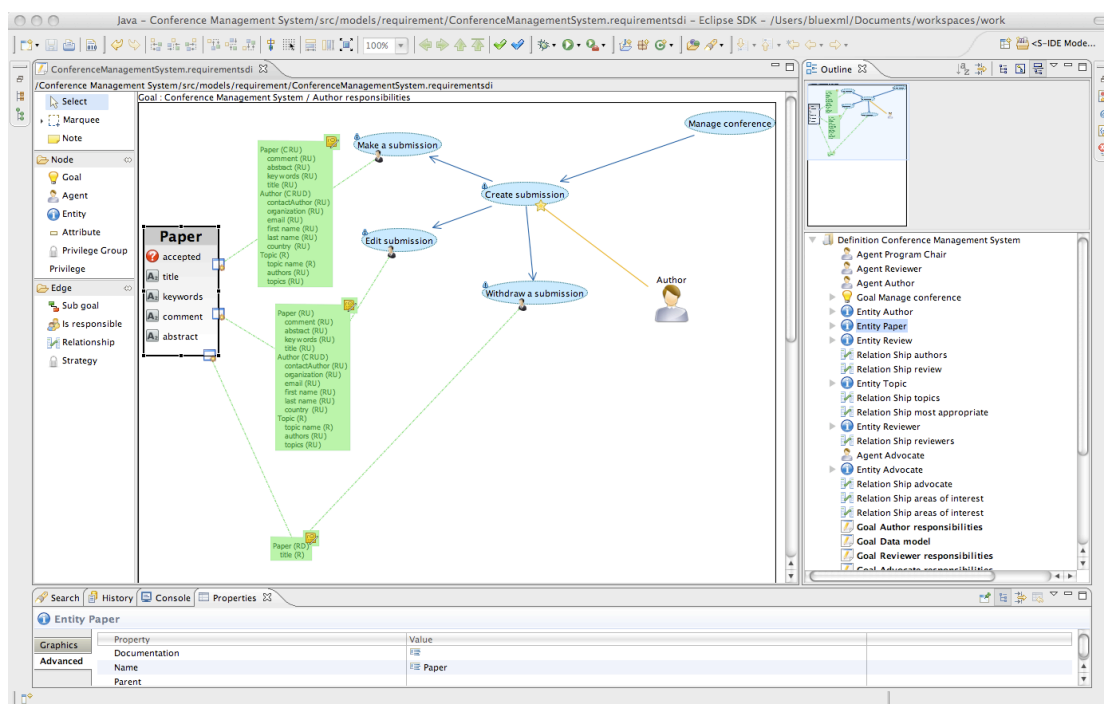 Java - Conference Management System/src/models/requirement/ConferenceManagementSystem.requirementsdi - Eclipse SDK - /Users/bluexml/Documents/workspaces/work
100%
<S-IDE Mode...
ConferenceManagementSystem.requirementsdi
/Conference Management System/src/models/requirement/ConferenceManagementSystem.requirementsdi
Select
Marquee
Note
Node
Goal
Agent
Entity
Attribute
Privilege Group
Privilege
Edge
Sub goal
Is responsible
Relationship
Strategy
Goal : Conference Management System / Author responsibilities
Manage conference
Make a submission
Create submission
Edit submission
Withdraw a submission
Author
Paper
accepted
title
keywords
comment
abstract
Paper (CRU)
comment (RU)
abstract (RU)
keywords (RU)
title (RU)
Author (CRUD)
contactAuthor (RU)
organization (RU)
email (RU)
first name (RU)
last name (RU)
country (RU)
Topic (R)
topic name (R)
authors (RU)
topics (RU)
Paper (RU)
comment (RU)
abstract (RU)
keywords (RU)
title (RU)
Author (CRUD)
contactAuthor (RU)
organization (RU)
email (RU)
first name (RU)
last name (RU)
country (RU)
Topic (R)
topic name (R)
authors (RU)
topics (RU)
Paper (RD)
title (R)
Outline
Definition Conference Management System
Agent Program Chair
Agent Reviewer
Agent Author
Goal Manage conference
Entity Author
Entity Paper
Entity Review
Relation Ship authors
Relation Ship review
Entity Topic
Relation Ship topics
Relation Ship most appropriate
Entity Reviewer
Relation Ship reviewers
Agent Advocate
Entity Advocate
Relation Ship advocate
Relation Ship areas of interest
Relation Ship areas of interest
Goal Author responsibilities
Goal Data model
Goal Reviewer responsibilities
Goal Advocate responsibilities
Search
History
Console
Properties
Entity Paper
Graphics
Advanced
Property Value
Documentation
Name Paper
Parent